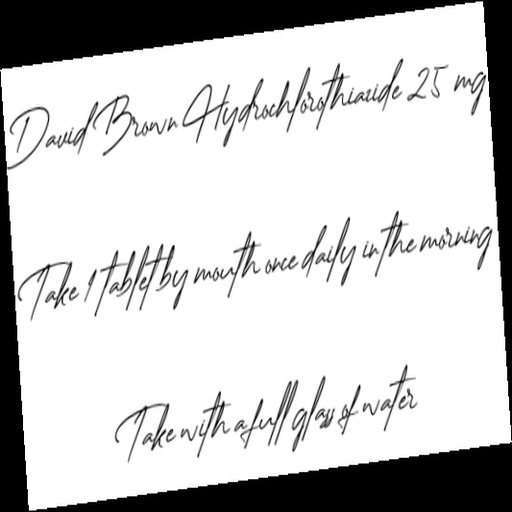 David Brown Hydrochlorothiazide 25 mg
Take 1 tablet by mouth once daily in the morning
Take with a full glass of water